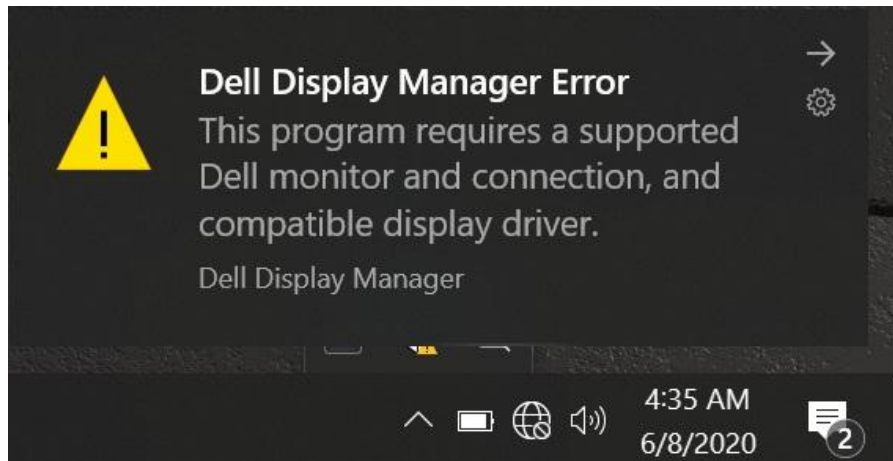 Dell Display Manager Error
This program requires a supported
Dell monitor and connection, and
compatible display driver.
Dell Display Manager
4:35 AM
6/8/2020
2